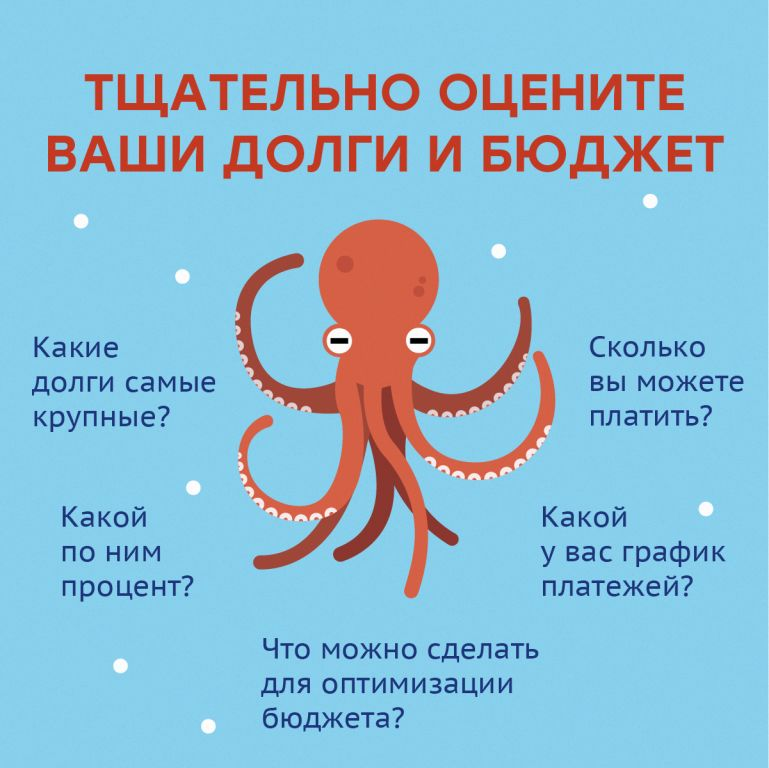 ТЩАТЕЛЬНО ОЦЕНИТЕ
ВАШИ ДОЛГИ И БЮДЖЕТ
Какие
долги самые
крупные?
Сколько
вы можете
платить?
Какой
по ним
процент?
Какой
у вас график
платежей?
Что можно сделать
для оптимизации
бюджета?